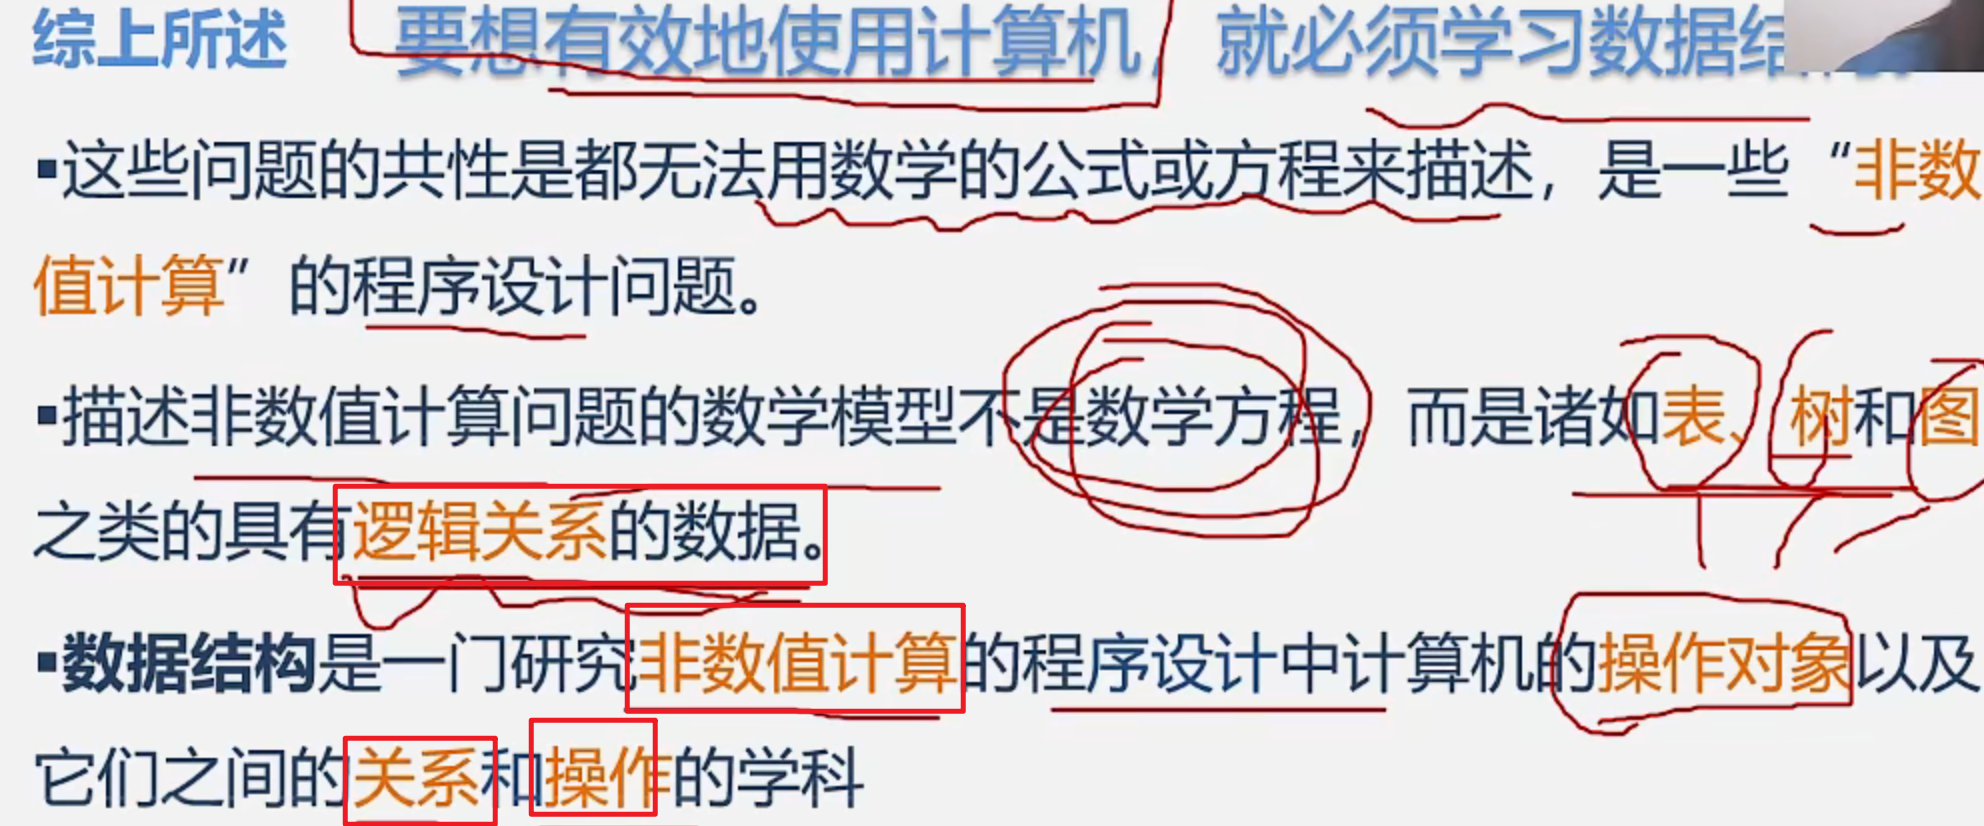 综上所述 要想有效地使用计算机，就必须学习数据结
▪这些问题的共性是都无法用数学的公式或方程来描述，是一些“非数
值计算”的程序设计问题。
▪描述非数值计算问题的数学模型不是数学方程，而是诸如表、树和图
之类的具有逻辑关系的数据。
▪数据结构是一门研究非数值计算的程序设计中计算机的操作对象以及
它们之间的关系和操作的学科